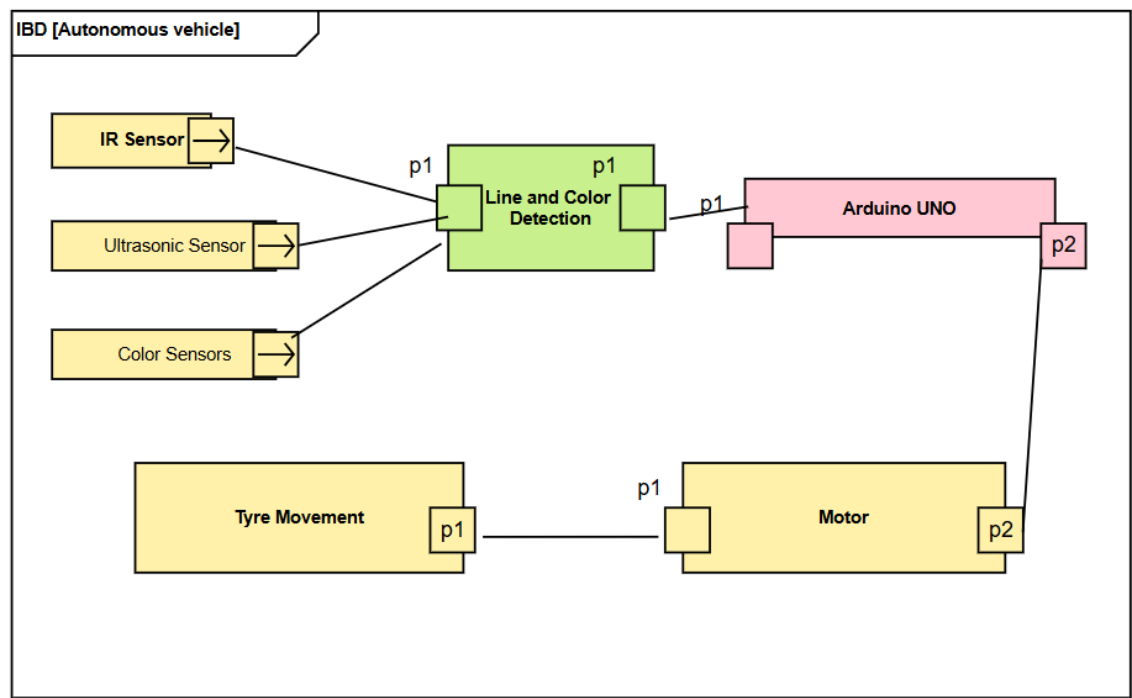 IBD [Autonomous vehicle]
IR Sensor
p1
p1
Line and Color
Detection
p1
Arduino UNO
Ultrasonic Sensor
p2
Color Sensors
p1
Tyre Movement
p1
Motor
p2